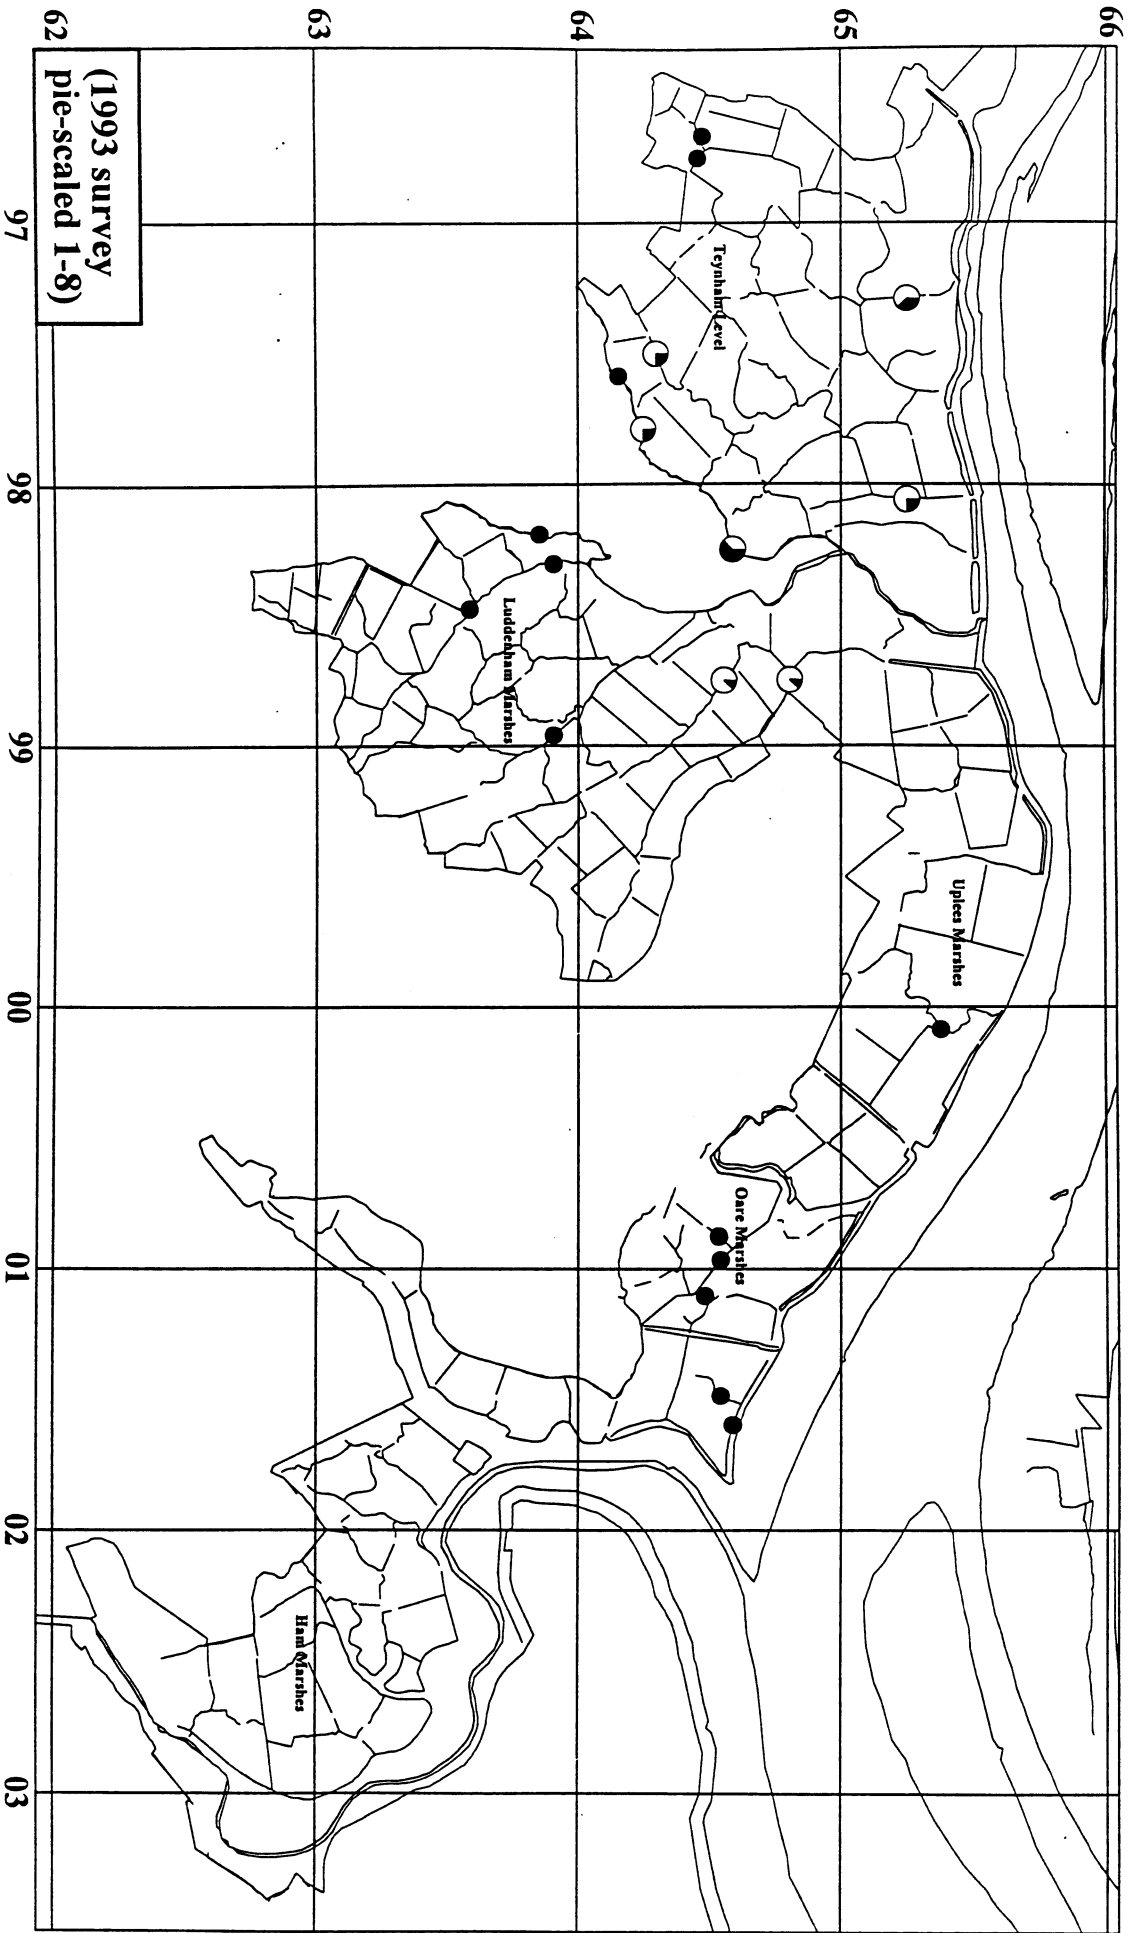 66
65
64
63
62
97
98
99
00
01
02
03
Teynham Level
Luddenham Marshes
Uplees Marshes
Oare Marshes
Ham Marshes
(1993 survey
pie-scaled 1-8)